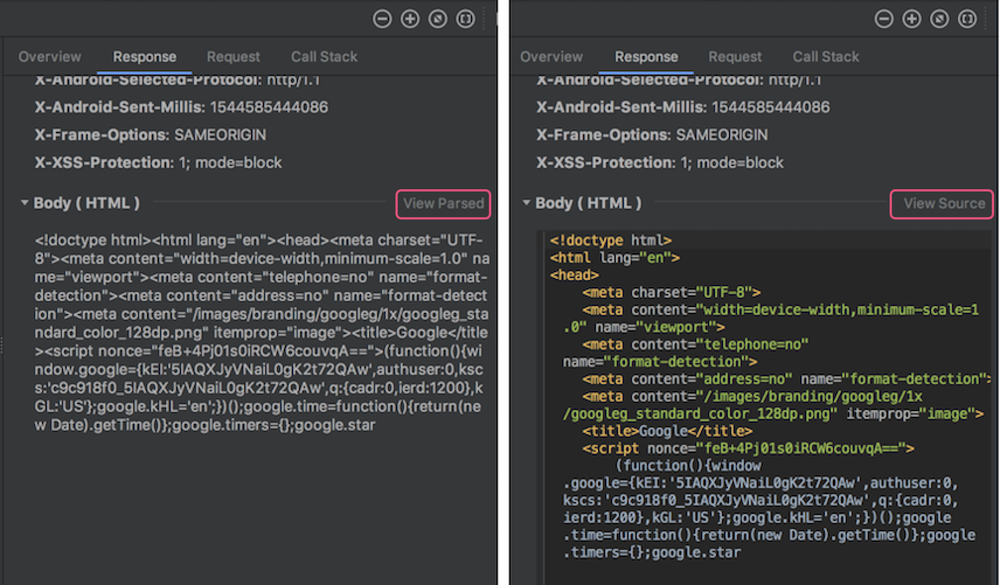 Overview Response Request Call Stack
X-Android-Selected-Protocol: http/1.1
X-Android-Sent-Millis: 1544585444086
X-Frame-Options: SAMEORIGIN
X-XSS-Protection: 1; mode=block
Body ( HTML ) View Parsed
<!doctype html><html lang="en"><head><meta charset="UTF-
8"><meta content="width=device-width,minimum-scale=1.0" na
me="viewport"><meta content="telephone=no" name="format-
detection"><meta content="address=no" name="format-detect
ion"><meta content="/images/branding/googleg/1x/googleg_sta
ndard_color_128dp.png" itemprop="image"><title>Google</title
><script nonce="feB+4Pj01s0iRCW6couvqA==">(function(){wi
ndow.google={kEI:'5IAQXJyVNaiL0gK2t72QAw',authuser:0,ksc
s:'c9c918f0_5IAQXJyVNaiL0gK2t72QAw',q:{cadr:0,ierd:1200},k
GL:'US'};google.kHL='en';})();google.time=function(){return(ne
w Date).getTime()};google.timers={};google.star
Overview Response Request Call Stack
X-Android-Selected-Protocol: http/1.1
X-Android-Sent-Millis: 1544585444086
X-Frame-Options: SAMEORIGIN
X-XSS-Protection: 1; mode=block
Body ( HTML ) View Source
<!doctype html>
<html lang="en">
<head>
<meta charset="UTF-8">
<meta content="width=device-width,minimum-scale=1
.0" name="viewport">
<meta content="telephone=no"
name="format-detection">
<meta content="address=no" name="format-detection">
<meta content="/images/branding/googleg/1x
/googleg_standard_color_128dp.png" itemprop="image">
<title>Google</title>
<script nonce="feB+4Pj01s0iRCW6couvqA==">
(function(){window
.google={kEI:'5IAQXJyVNaiL0gK2t72QAw',authuser:0,
kscs:'c9c918f0_5IAQXJyVNaiL0gK2t72QAw',q:{cadr:0,
ierd:1200},kGL:'US'};google.kHL='en';})();google
.time=function(){return(new Date).getTime()};google
.timers={};google.star